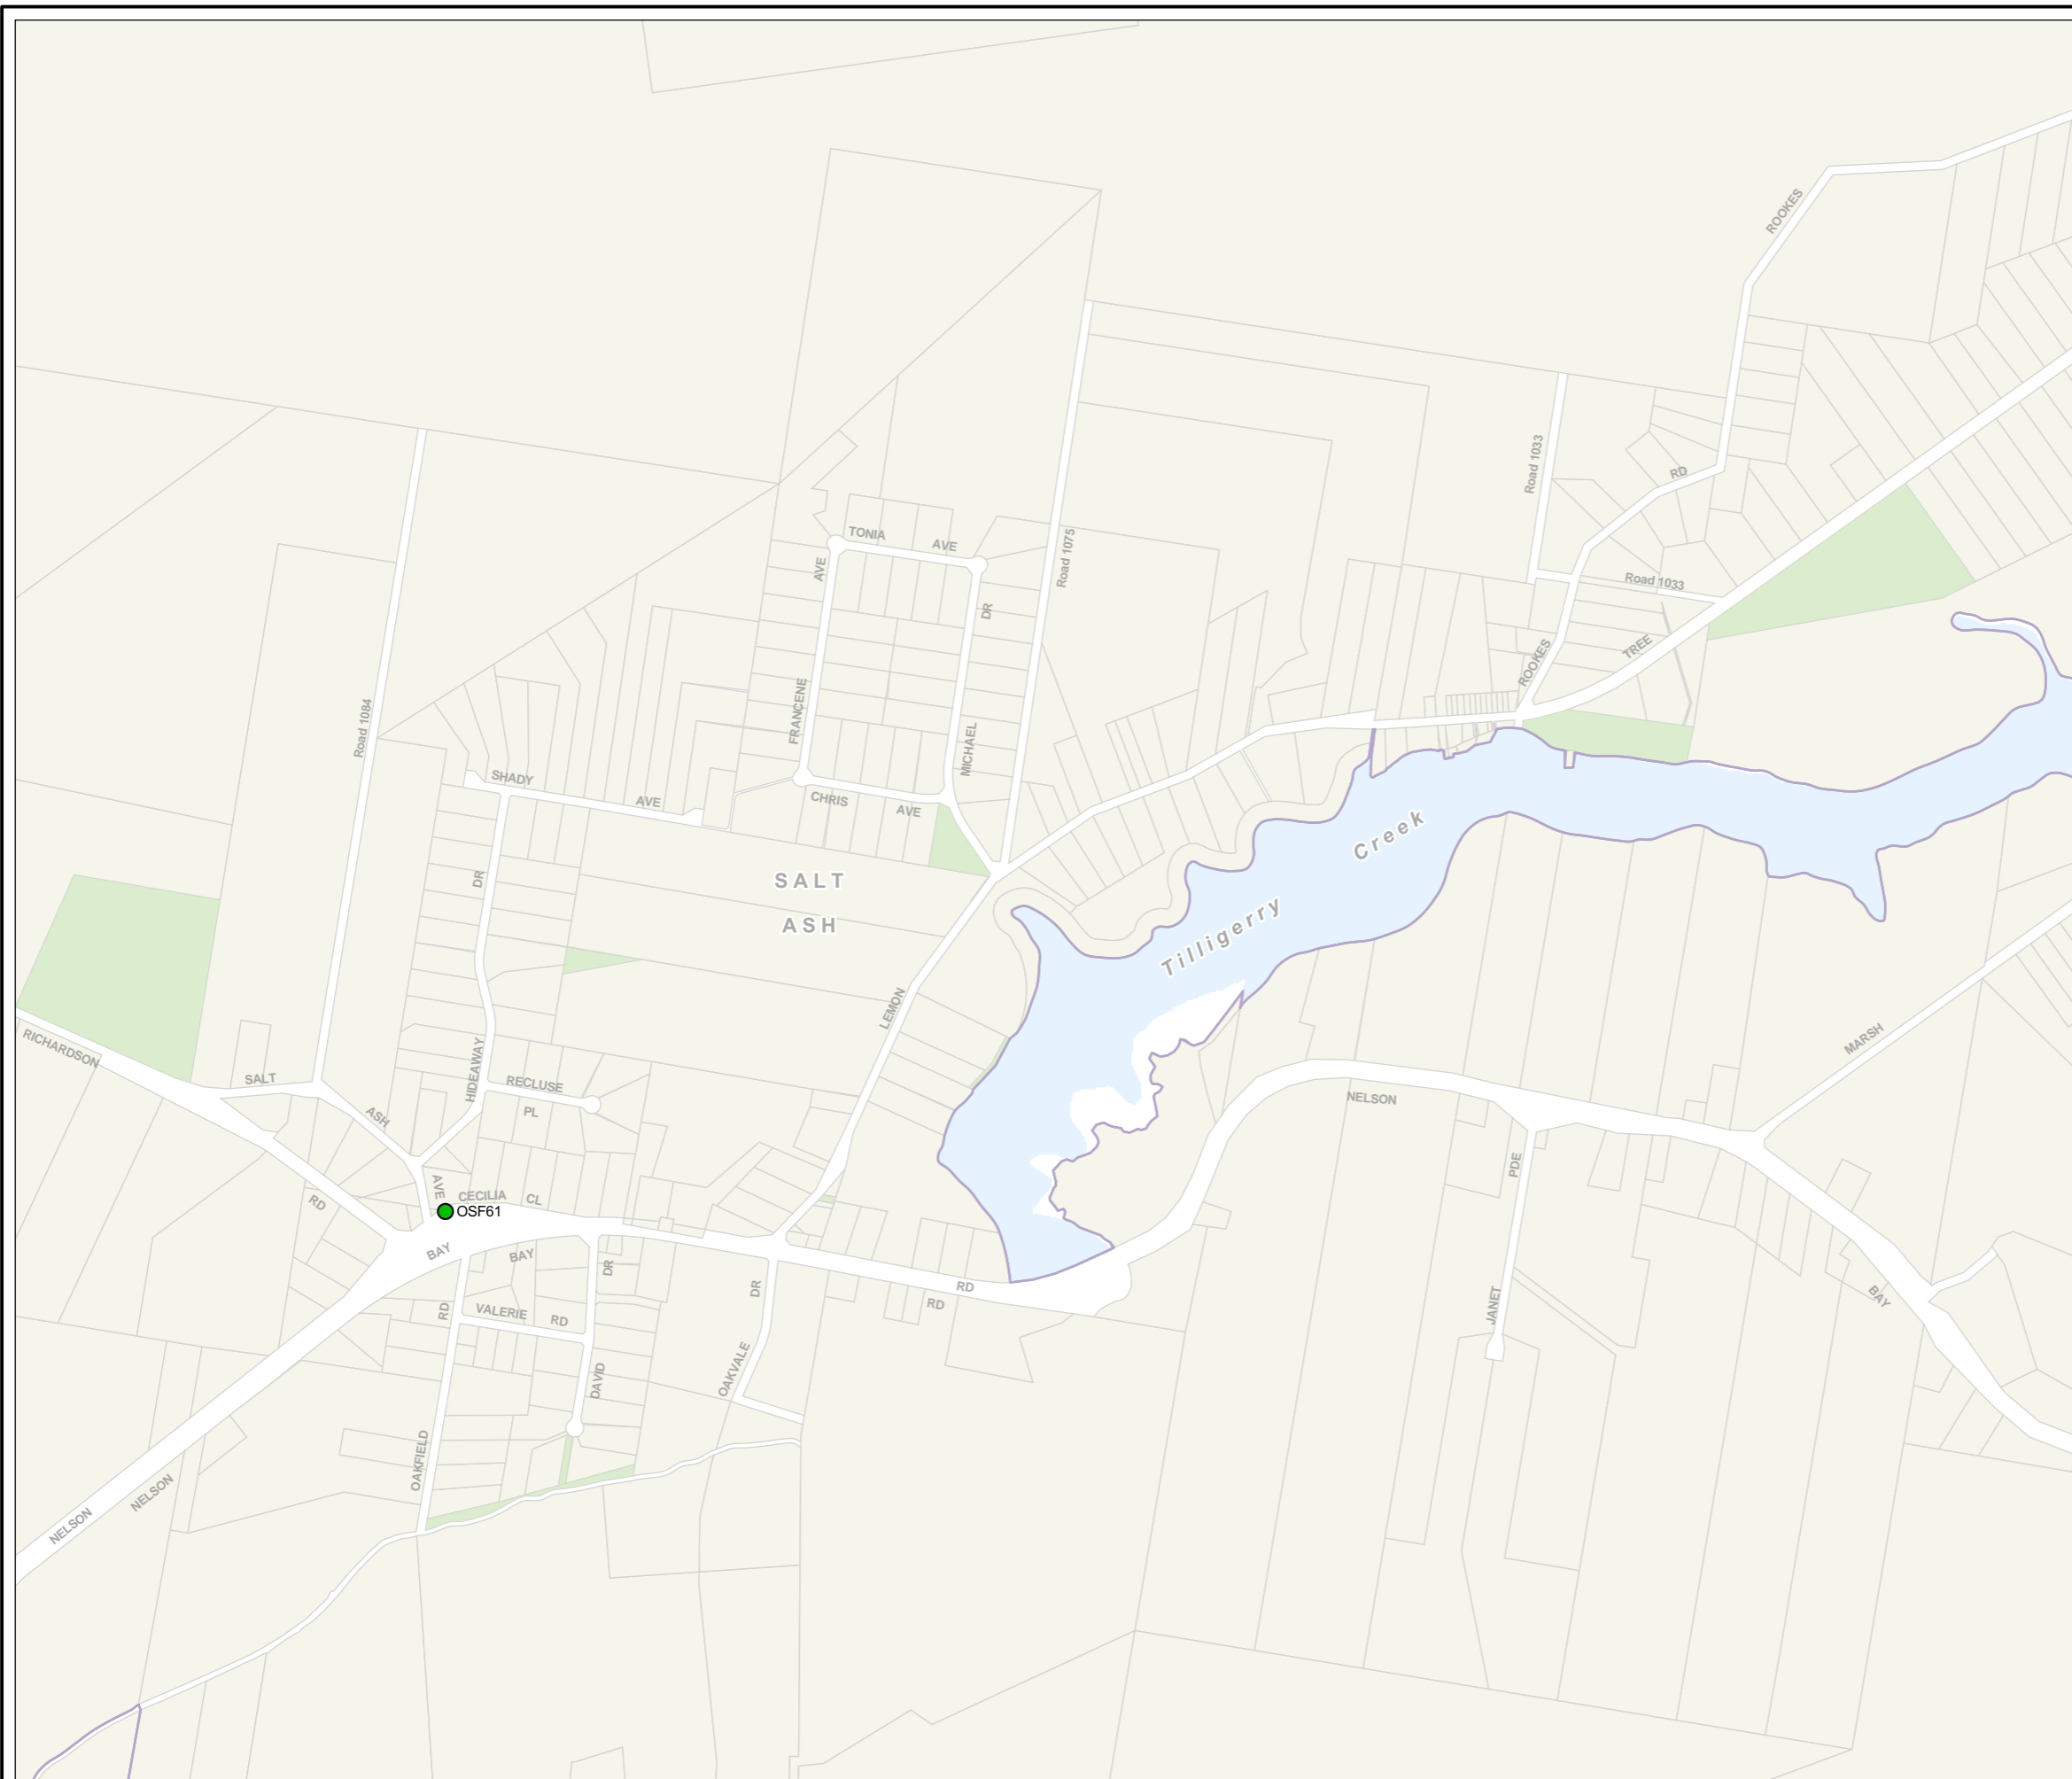 ROOKES
RD
Road 1033
TONIA
AVE
AVE
Road 1075
DR
Road 1033
TREE
ROOKES
FRANCENE
MICHAEL
Road 1084
SHADY
AVE
CHRIS
AVE
Creek
DR
SALT
ASH
Tilligerry
LEMON
RICHARDSON
MARSH
HIDEAWAY
SALT
RECLUSE
PL
NELSON
ASH
PDE
AVE
CECILIA
CL
RD
OSF61
BAY
BAY
DR
DR
RD
RD
BAY
RD
VALERIE
RD
JANET
DAVID
OAKVALE
OAKFIELD
NELSON
NELSON